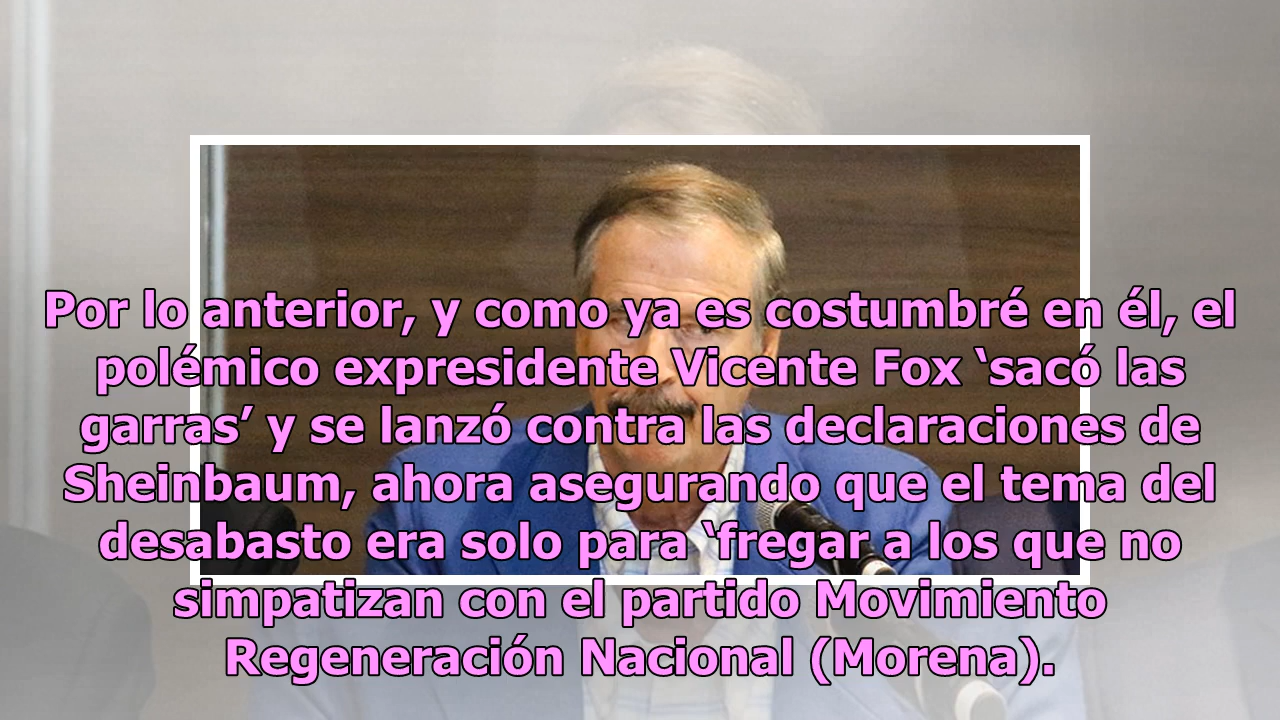 Por lo anterior, y como ya es costumbré en él, el
polémico expresidente Vicente Fox ‘sacó las
garras’ y se lanzó contra las declaraciones de
Sheinbaum, ahora asegurando que el tema del
desabasto era solo para ‘fregar a los que no
simpatizan con el partido Movimiento
Regeneración Nacional (Morena).